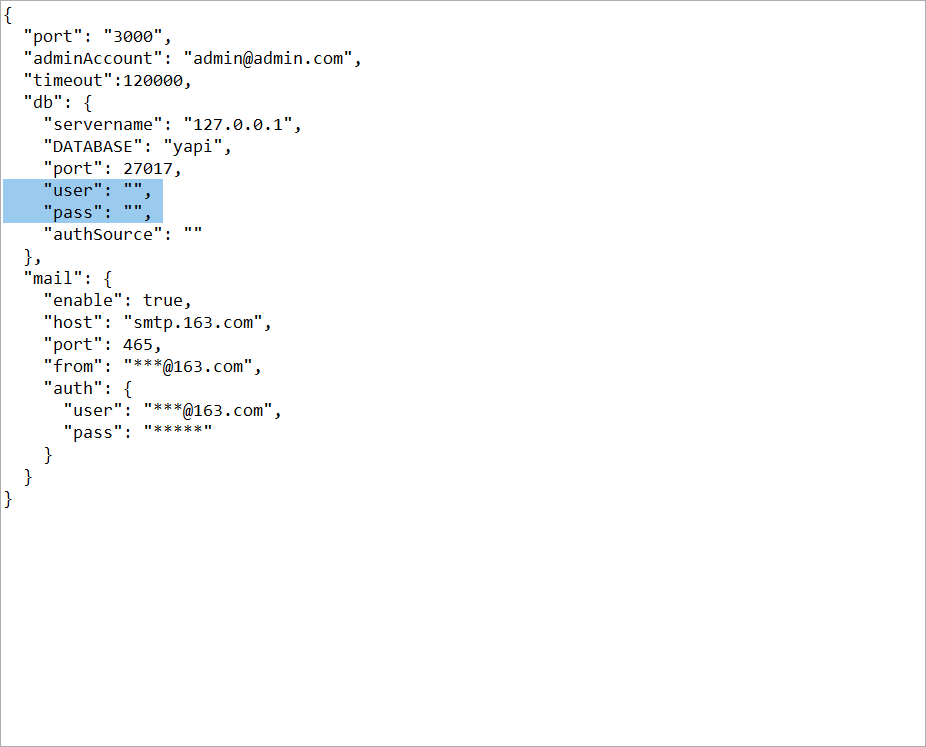 {
  "port": "3000",
  "adminAccount": "admin@admin.com",
  "timeout":120000,
  "db": {
    "servername": "127.0.0.1",
    "DATABASE": "yapi",
    "port": 27017,
    "user": "",
    "pass": "",
    "authSource": ""
  },
  "mail": {
    "enable": true,
    "host": "smtp.163.com",
    "port": 465,
    "from": "***@163.com",
    "auth": {
      "user": "***@163.com",
      "pass": "*****"
    }
  }
}